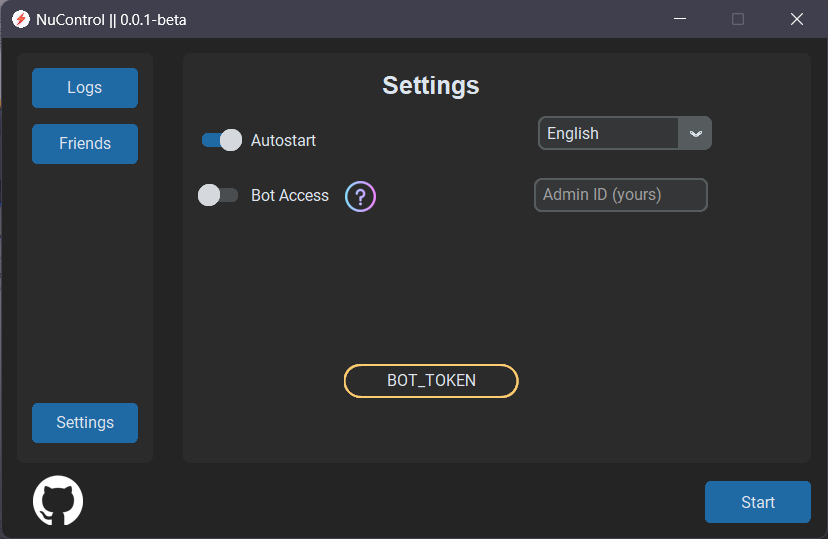 NuControl || 0.0.1-beta
Logs
Friends
Settings
Settings
Autostart
English
Bot Access
?
Admin ID (yours)
BOT_TOKEN
Start